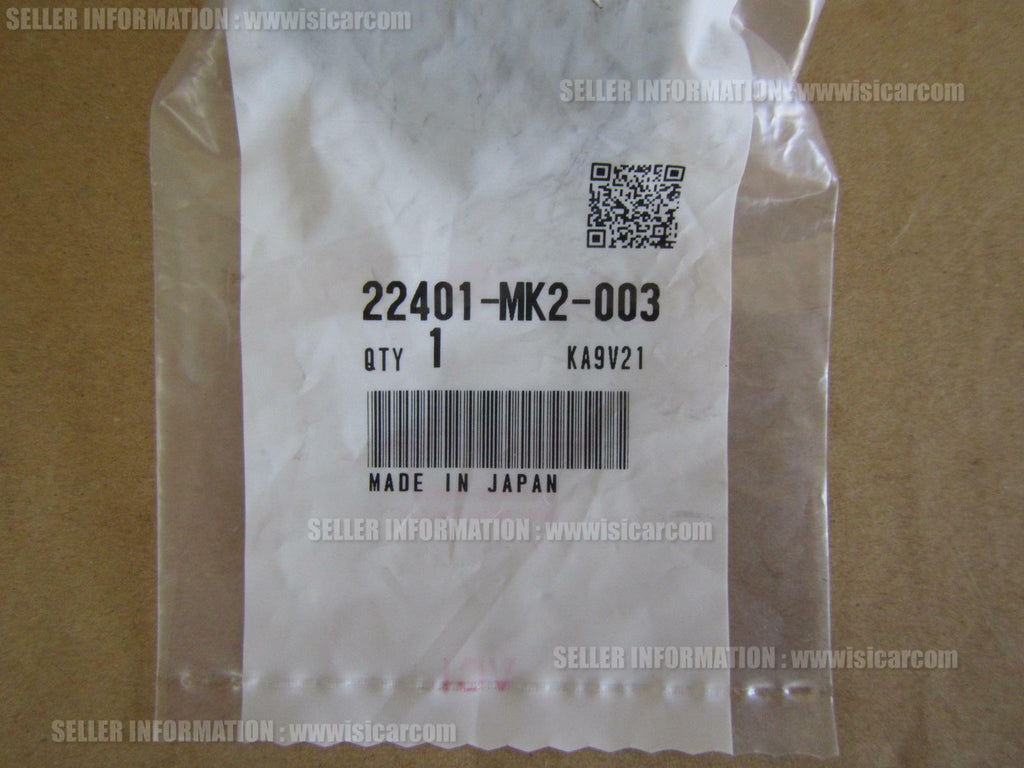 SELLER INFORMATION : wwwisicarcom
SELLER INFORMATION : wwwisicarcom
22401-MK2-003
QTY 1 KA9V21
MADE IN JAPAN
SELLER INFORMATION : wwwisicarcom
SELLER INFORMATION : wwwisicarcom
SELLER INFORMATION : wwwisicarcom